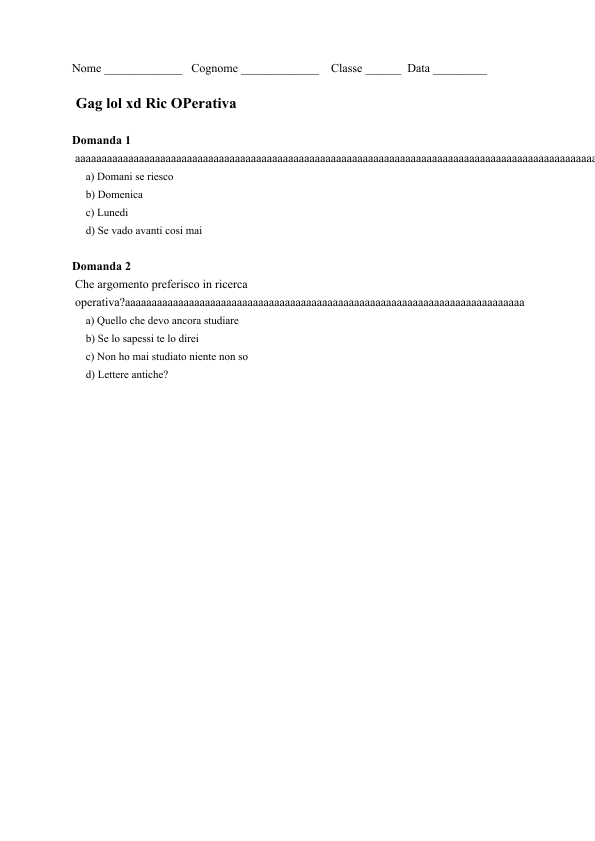 Nome _____________ Cognome _____________ Classe ______ Data _________
Gag lol xd Ric OPerativa
Domanda 1
aaaaaaaaaaaaaaaaaaaaaaaaaaaaaaaaaaaaaaaaaaaaaaaaaaaaaaaaaaaaaaaaaaaaaaaaaaaaaaaaaaaaaaaaaaaaaaaaaaaaa
a) Domani se riesco
b) Domenica
c) Lunedi
d) Se vado avanti cosi mai
Domanda 2
Che argomento preferisco in ricerca
operativa?aaaaaaaaaaaaaaaaaaaaaaaaaaaaaaaaaaaaaaaaaaaaaaaaaaaaaaaaaaaaaaaaaaaaaaaaaaa
a) Quello che devo ancora studiare
b) Se lo sapessi te lo direi
c) Non ho mai studiato niente non so
d) Lettere antiche?